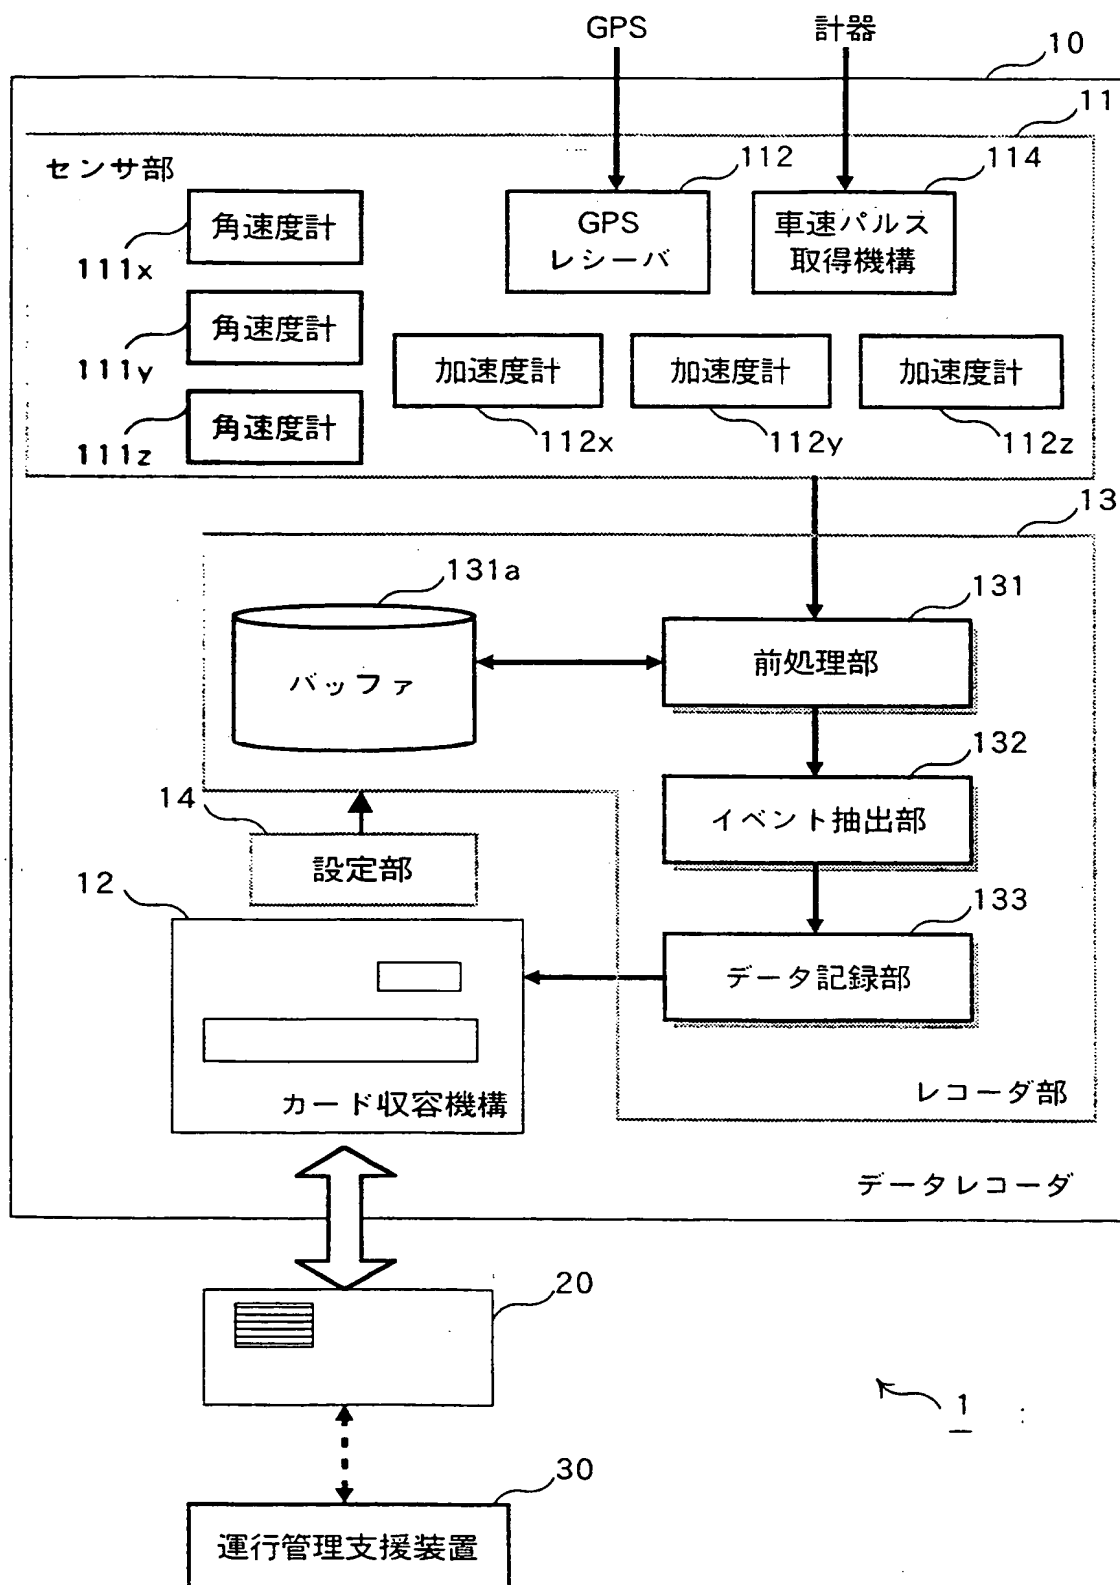 GPS
計器
10
11
センサ部
112
114
角速度計
GPS
レシーバ
車速パルス
取得機構
111x
角速度計
加速度計
加速度計
加速度計
111y
角速度計
112x
112y
112z
111z
13
131a
131
バッファ
前処理部
132
14
イベント抽出部
設定部
12
133
データ記録部
カード収容機構
レコーダ部
データレコーダ
20
1
30
運行管理支援装置